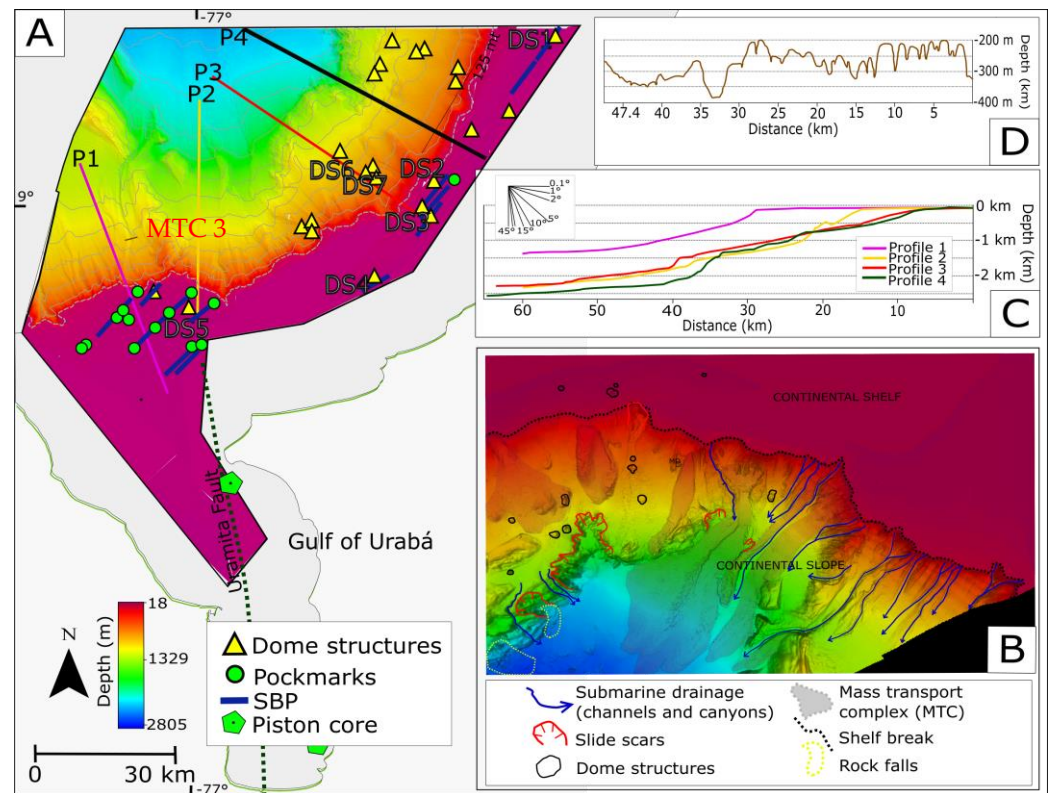 A
-77°
P4
DS1
125 mi
P3
P2
P1
DS6
DS7
DS2
9°
MTC 3
DS3
DS4
DS5
Uramita Fault
Gulf of Urabá
N
Depth (m)
18
1329
-2805
Dome structures
Pockmarks
SBP
Piston core
0 30 km
-77°
-200 m
-300 m
-400 m
Depth (km)
47.4 40 35 30 25 20 15 10 5
Distance (km)
D
0.1°
1°
2°
5°
10°
15°
45°
0 km
-1 km
-2 km
Depth (km)
Profile 1
Profile 2
Profile 3
Profile 4
60 50 40 30 20 10
Distance (km)
C
CONTINENTAL SHELF
CONTINENTAL SLOPE
B
Submarine drainage
(channels and canyons)
Slide scars
Dome structures
Mass transport
complex (MTC)
Shelf break
Rock falls